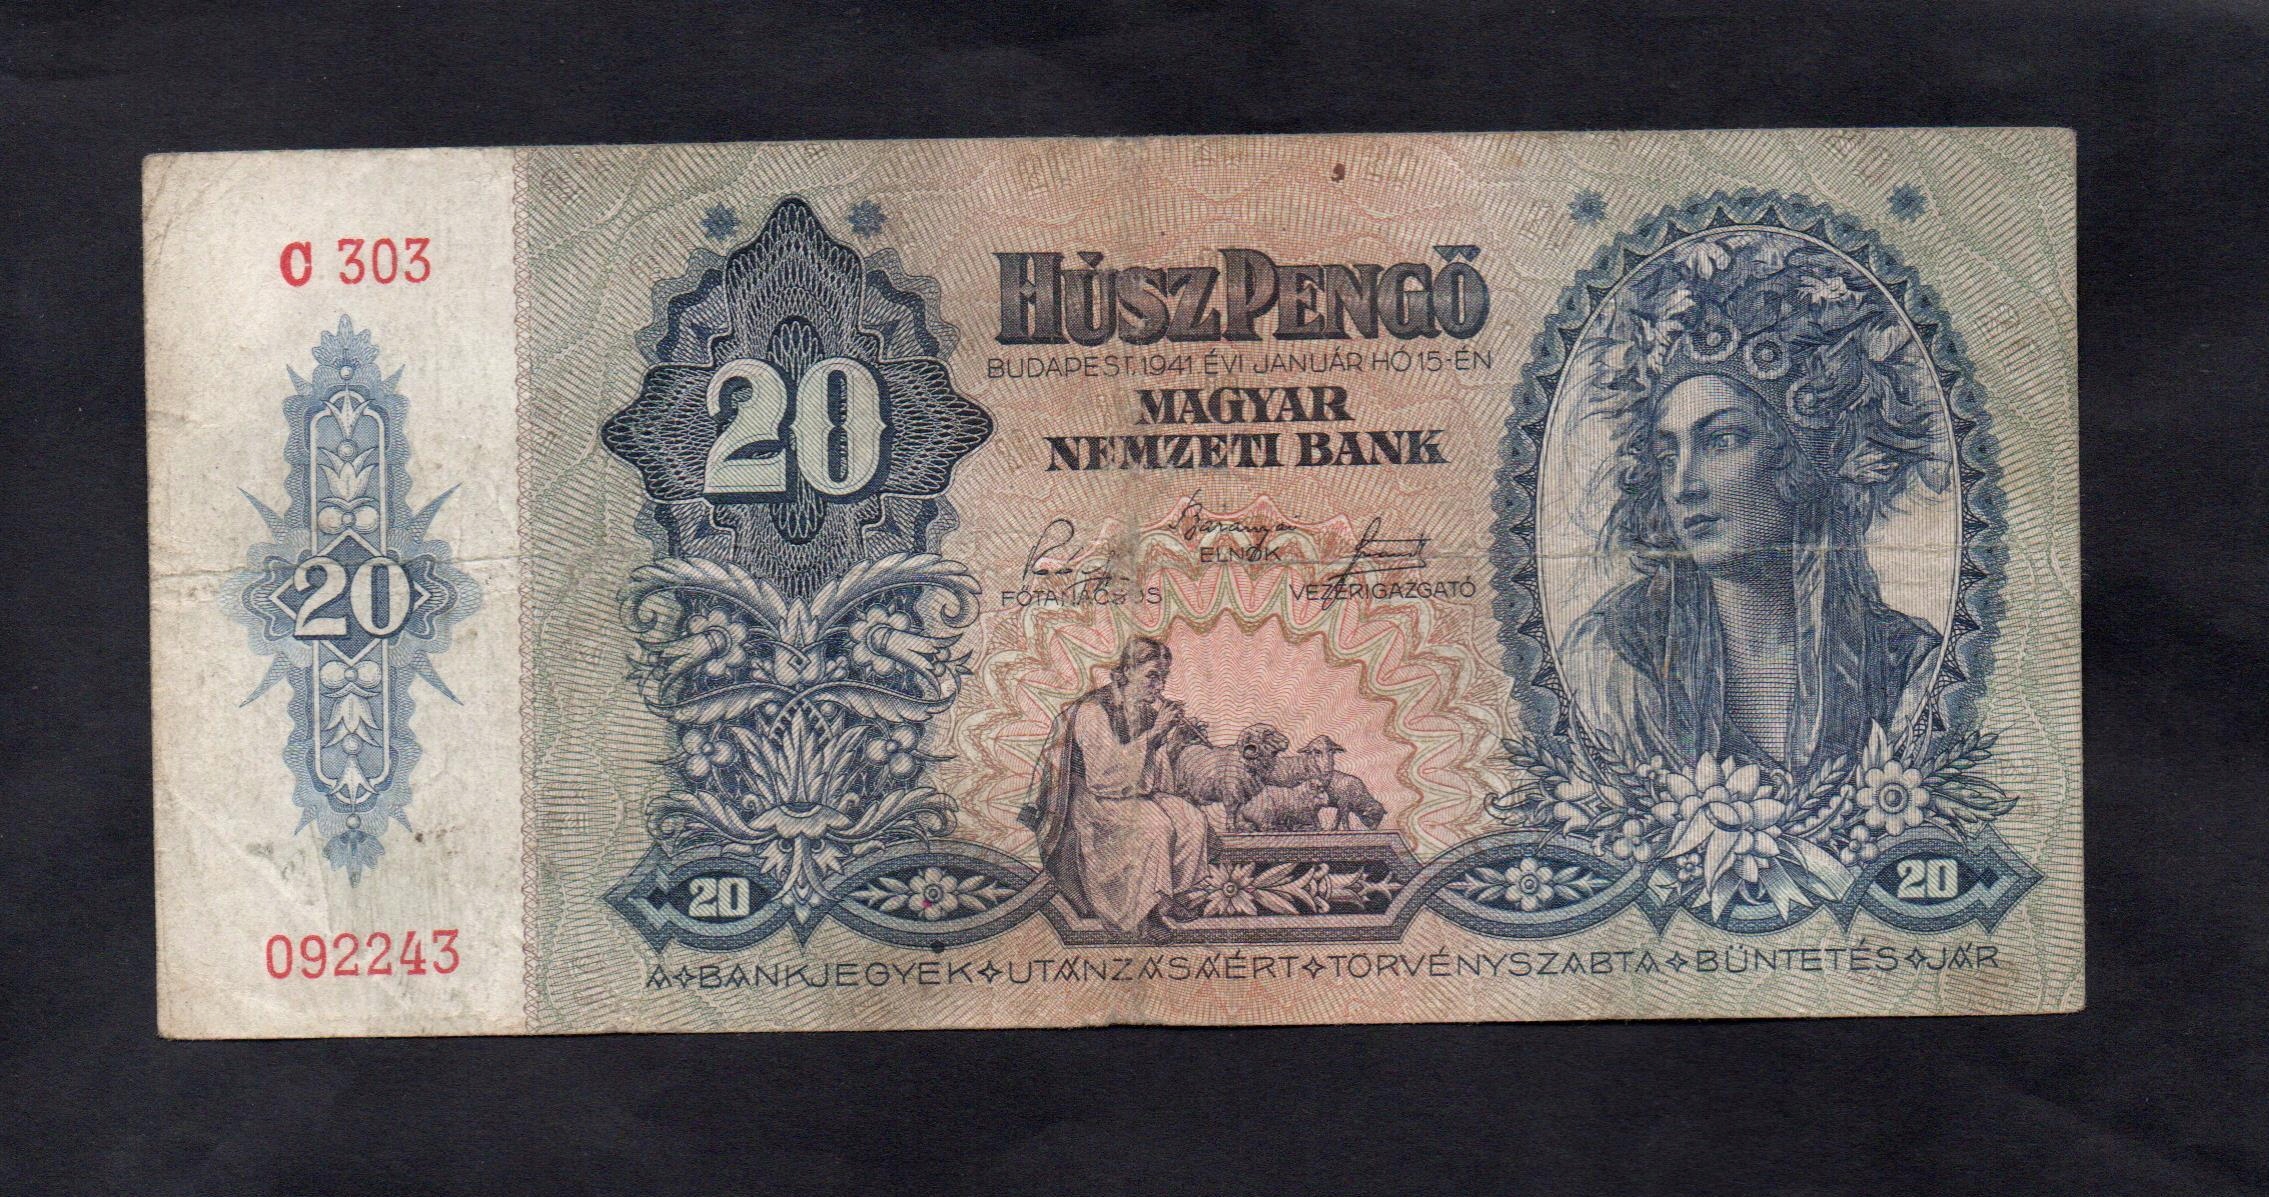 C 303
20
092243
20
HÚSZ PENGŐ
BUDAPEST, 1941. ÉVI JANUÁR HÓ 15-ÉN
MAGYAR
NEMZETI BANK
ELNÖK
FŐTANÁCSOS VEZÉRIGAZGATÓ
20 20
A BANKJEGYEK UTÁNZÁSÁÉRT TÖRVÉNYSZABTA BÜNTETÉS JÁR